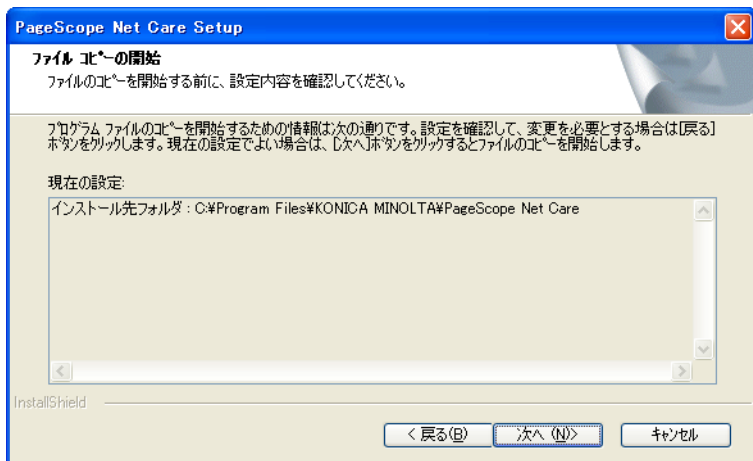 PageScope Net Care Setup
ファイル コピーの開始
ファイルのコピーを開始する前に、設定内容を確認してください。
プログラム ファイルのコピーを開始するための情報は次の通りです。設定を確認して、変更を必要とする場合は[戻る]
ボタンをクリックします。現在の設定でよい場合は、[次へ]ボタンをクリックするとファイルのコピーを開始します。
現在の設定:
インストール先フォルダ : C:¥Program Files¥KONICA MINOLTA¥PageScope Net Care
InstallShield
< 戻る(B)
次へ (N)>
キャンセル